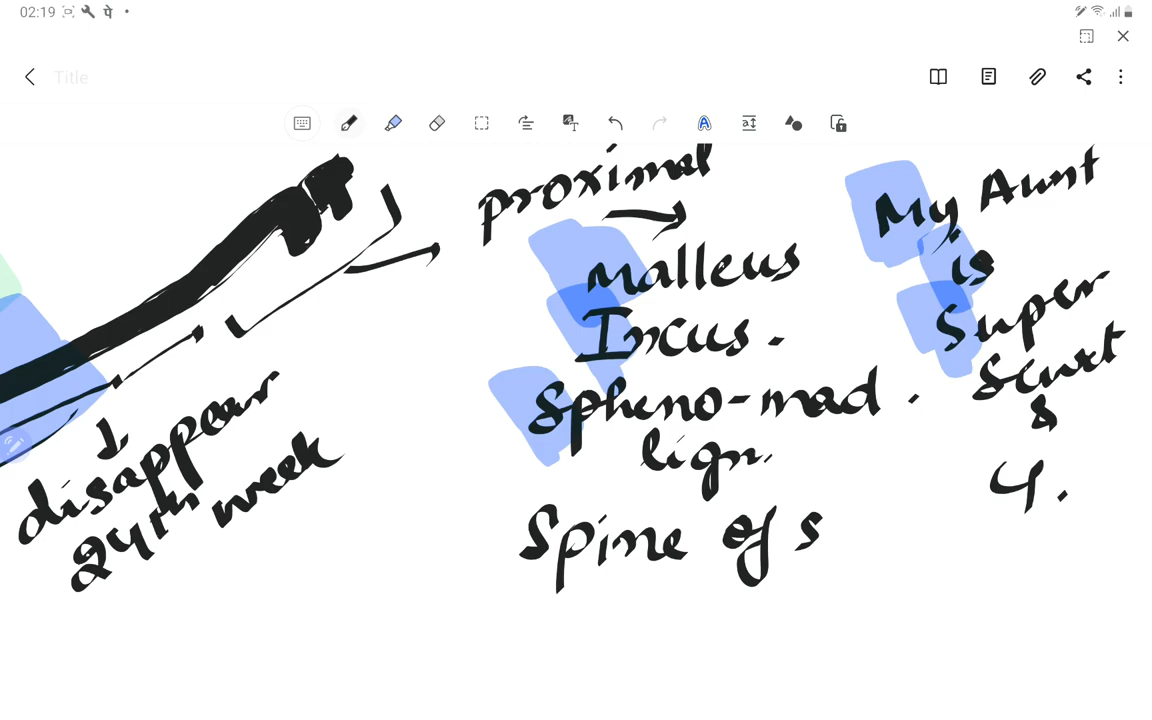 02:19
Title
proximal
Malleus
Incus.
Spheno-mad.
lign.
Spine of s
My Aunt
is
Super
&
4.
disappear
24th week